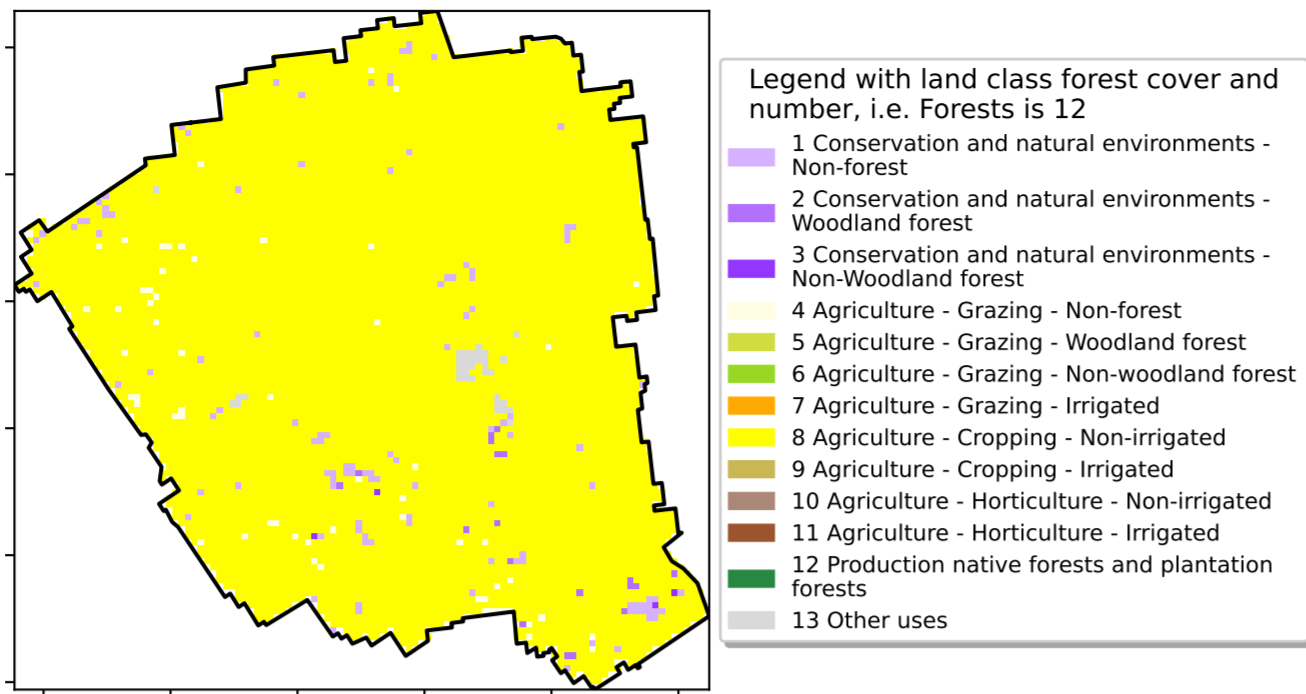 Legend with land class forest cover and
number, i.e. Forests is 12
1 Conservation and natural environments -
Non-forest
2 Conservation and natural environments -
Woodland forest
3 Conservation and natural environments -
Non-Woodland forest
4 Agriculture - Grazing - Non-forest
5 Agriculture - Grazing - Woodland forest
6 Agriculture - Grazing - Non-woodland forest
7 Agriculture - Grazing - Irrigated
8 Agriculture - Cropping - Non-irrigated
9 Agriculture - Cropping - Irrigated
10 Agriculture - Horticulture - Non-irrigated
11 Agriculture - Horticulture - Irrigated
12 Production native forests and plantation
forests
13 Other uses